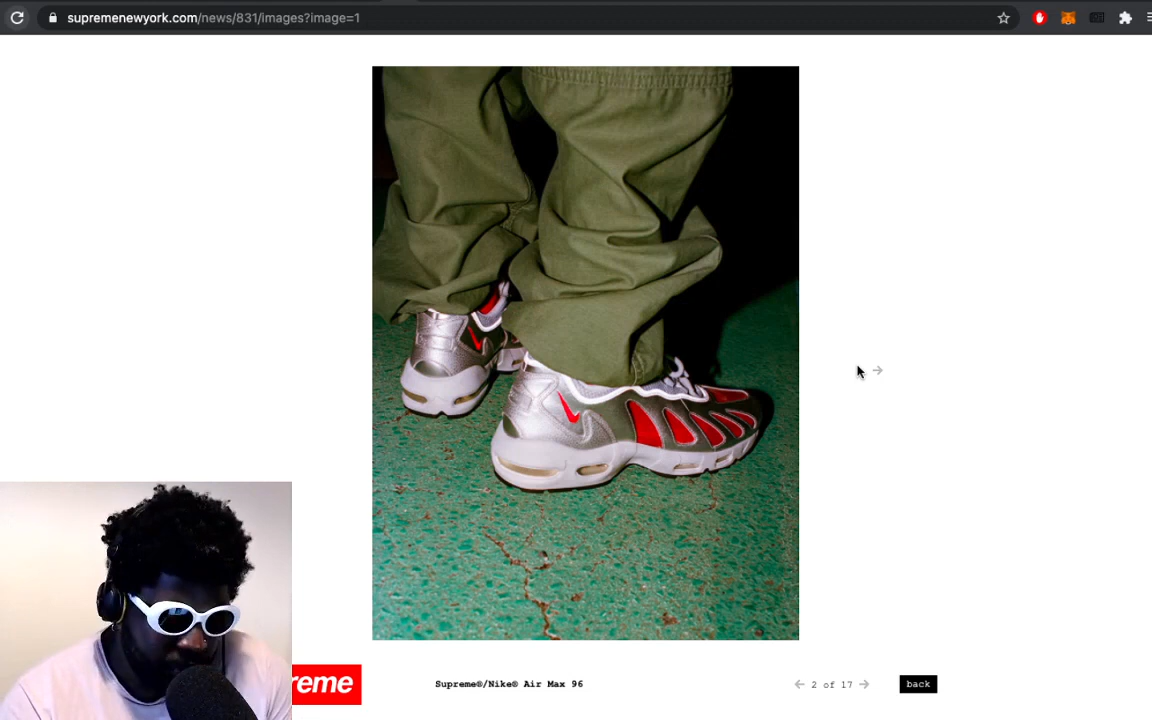 supremenewyork.com/news/831/images?image=1
reme
Supreme®/Nike® Air Max 96
2 of 17
back